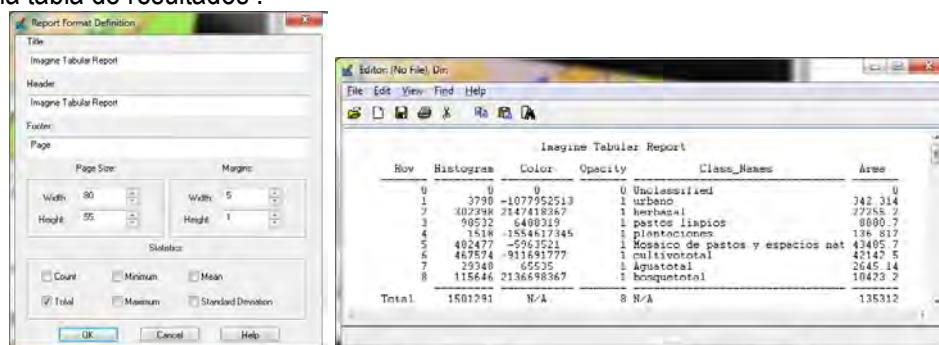 la tabla de resultados :
Report Format Definition
Title:
Imagine Tabular Report
Header:
Imagine Tabular Report
Footer:
Page
Page Size:
Margins:
Width: 80
Width: 5
Height: 55
Height: 1
Statistics:
Count Minimum Mean
Total Maximum Standard Deviation
OK Cancel Help
Editor: (No File), Dir:
File Edit View Find Help
Imagine Tabular Report
Row Histogram Color Opacity Class_Names Area
0 0 0 0 Unclassified 0
1 3798 -1077952513 1 urbano 342.314
2 302398 2147418367 1 herbazal 27255.2
3 98532 6408319 1 pastos limpios 8880.7
4 1518 -1554617345 1 plantaciones 136.817
5 482477 -5963521 1 Mosaico de pastos y espacios nat 43485.7
6 467574 -911691777 1 cultivototal 42142.5
7 29348 65535 1 Aguatotal 2645.14
8 115646 2136698367 1 bosquetotal 10423.2
Total 1501291 N/A 8 N/A 135312